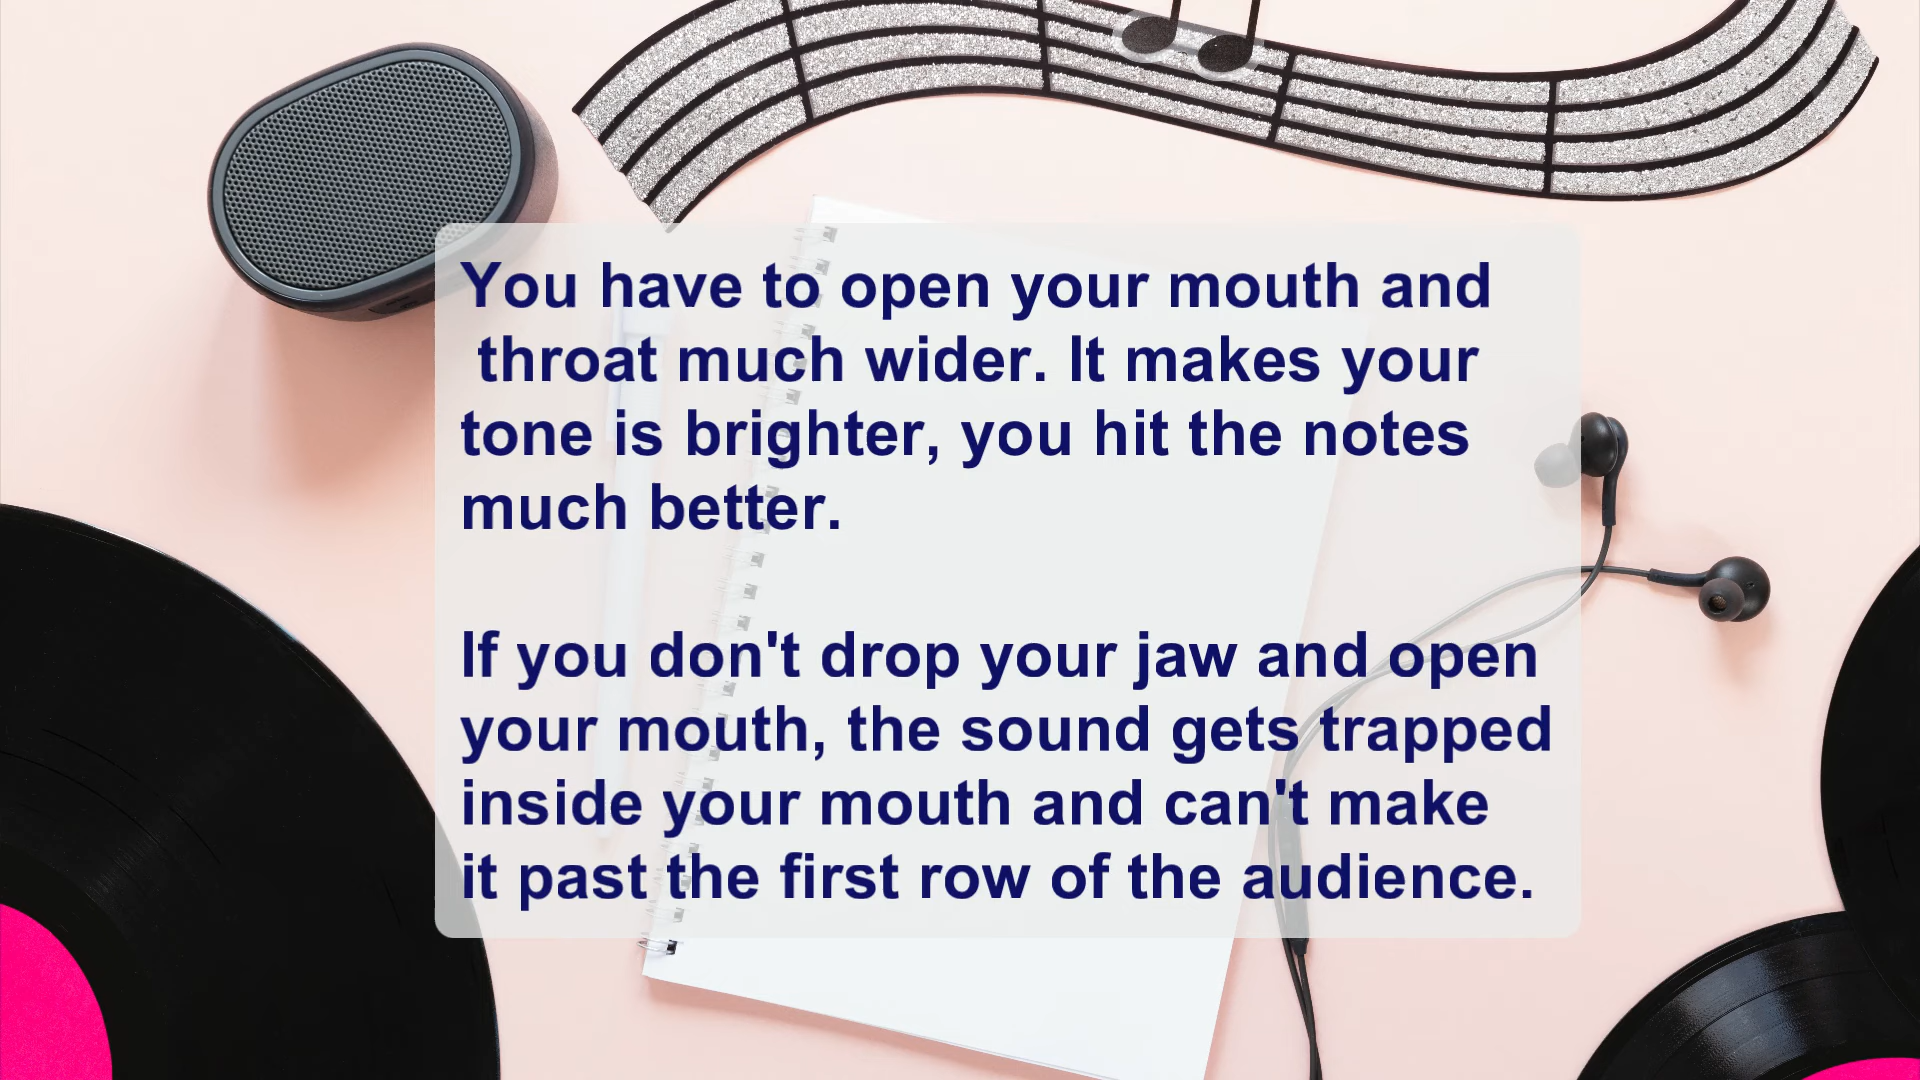 You have to open your mouth and
throat much wider. It makes your
tone is brighter, you hit the notes
much better.
If you don't drop your jaw and open
your mouth, the sound gets trapped
inside your mouth and can't make
it past the first row of the audience.